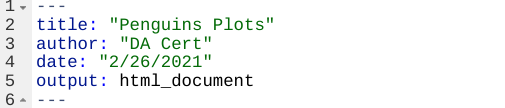 1 ---
2 title: "Penguins Plots"
3 author: "DA Cert"
4 date: "2/26/2021"
5 output: html_document
6 ---